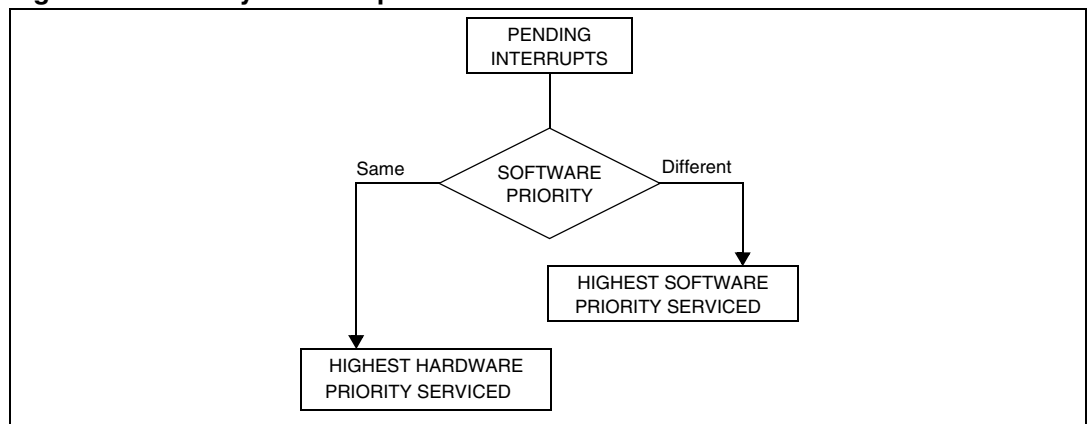 PENDING
INTERRUPTS
Same
SOFTWARE
PRIORITY
Different
HIGHEST SOFTWARE
PRIORITY SERVICED
HIGHEST HARDWARE
PRIORITY SERVICED